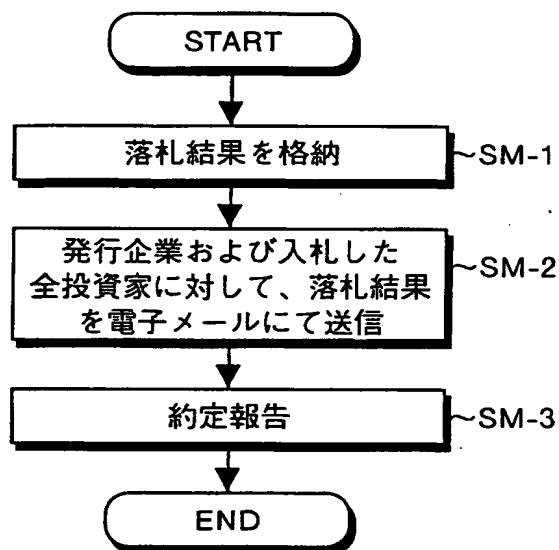 START
落札結果を格納
~SM-1
発行企業および入札した
全投資家に対して、落札結果
を電子メールにて送信
~SM-2
約定報告
~SM-3
END